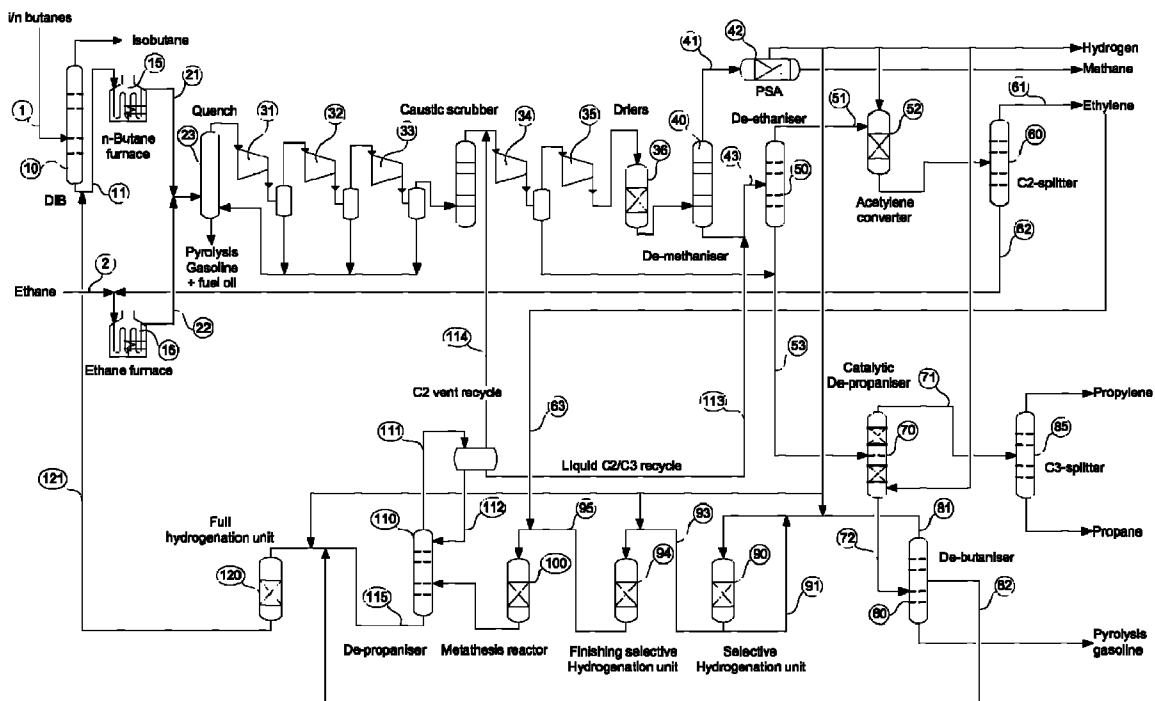 i/n butanes
Isobutane
15
21
41
42
Hydrogen
Methane
PSA
1
Quench
31
32
33
Caustic scrubber
34
35
Driers
40
De-ethaniser
51
52
61
Ethylene
n-Butane
furnace
23
36
43
50
60
10
11
DIB
C2-splitter
Acetylene
converter
Pyrolysis
Gasoline
+ fuel oil
De-methaniser
62
2
Ethane
16
22
Ethane furnace
114
53
Catalytic
De-propaniser
71
C2 vent recycle
63
113
Propylene
111
70
85
C3-splitter
Liquid C2/C3 recycle
121
Full
hydrogenation unit
110
112
95
93
72
81
Propane
De-butaniser
120
100
94
90
91
80
82
115
De-propaniser
Metathesis reactor
Finishing selective
Hydrogenation unit
Selective
Hydrogenation unit
Pyrolysis
gasoline